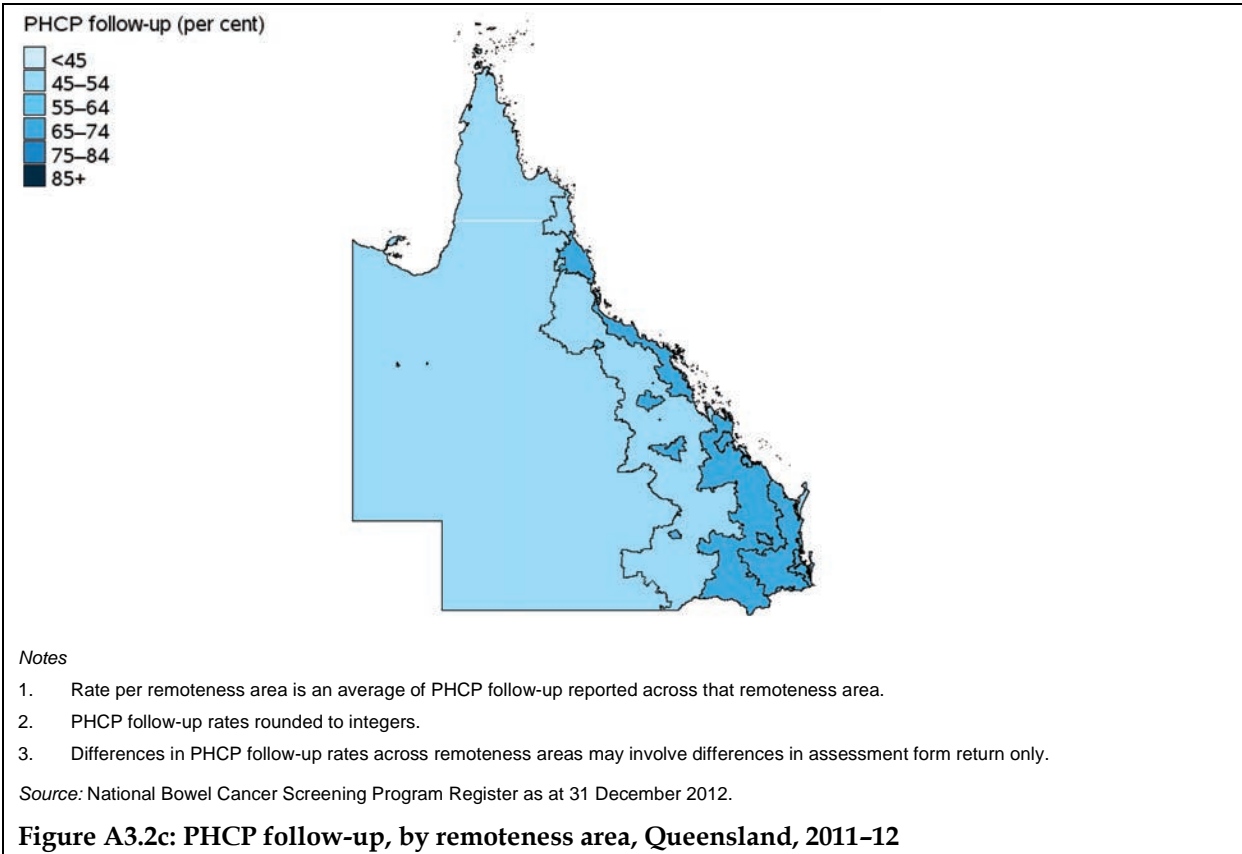 PHCP follow-up (per cent)
<45
45–54
55–64
65–74
75–84
85+
Notes
1. Rate per remoteness area is an average of PHCP follow-up reported across that remoteness area.
2. PHCP follow-up rates rounded to integers.
3. Differences in PHCP follow-up rates across remoteness areas may involve differences in assessment form return only.
Source: National Bowel Cancer Screening Program Register as at 31 December 2012.
Figure A3.2c: PHCP follow-up, by remoteness area, Queensland, 2011–12